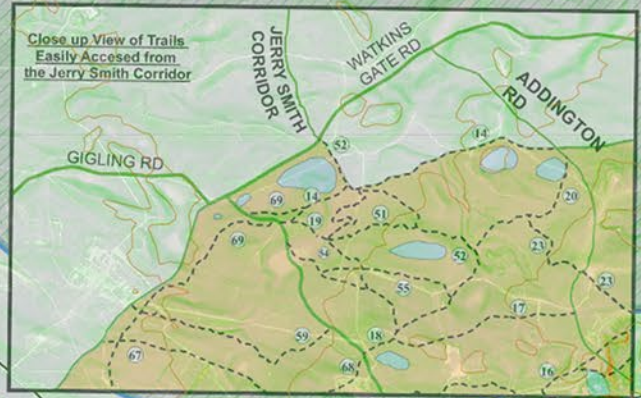 Close up View of Trails
Easily Accesed from
the Jerry Smith Corridor
JERRY SMITH
CORRIDOR
WATKINS
GATE RD
ADDINGTON
RD
GIGLING RD
52
14
69
14
19
51
20
69
54
52
23
55
23
17
59
18
67
68
16